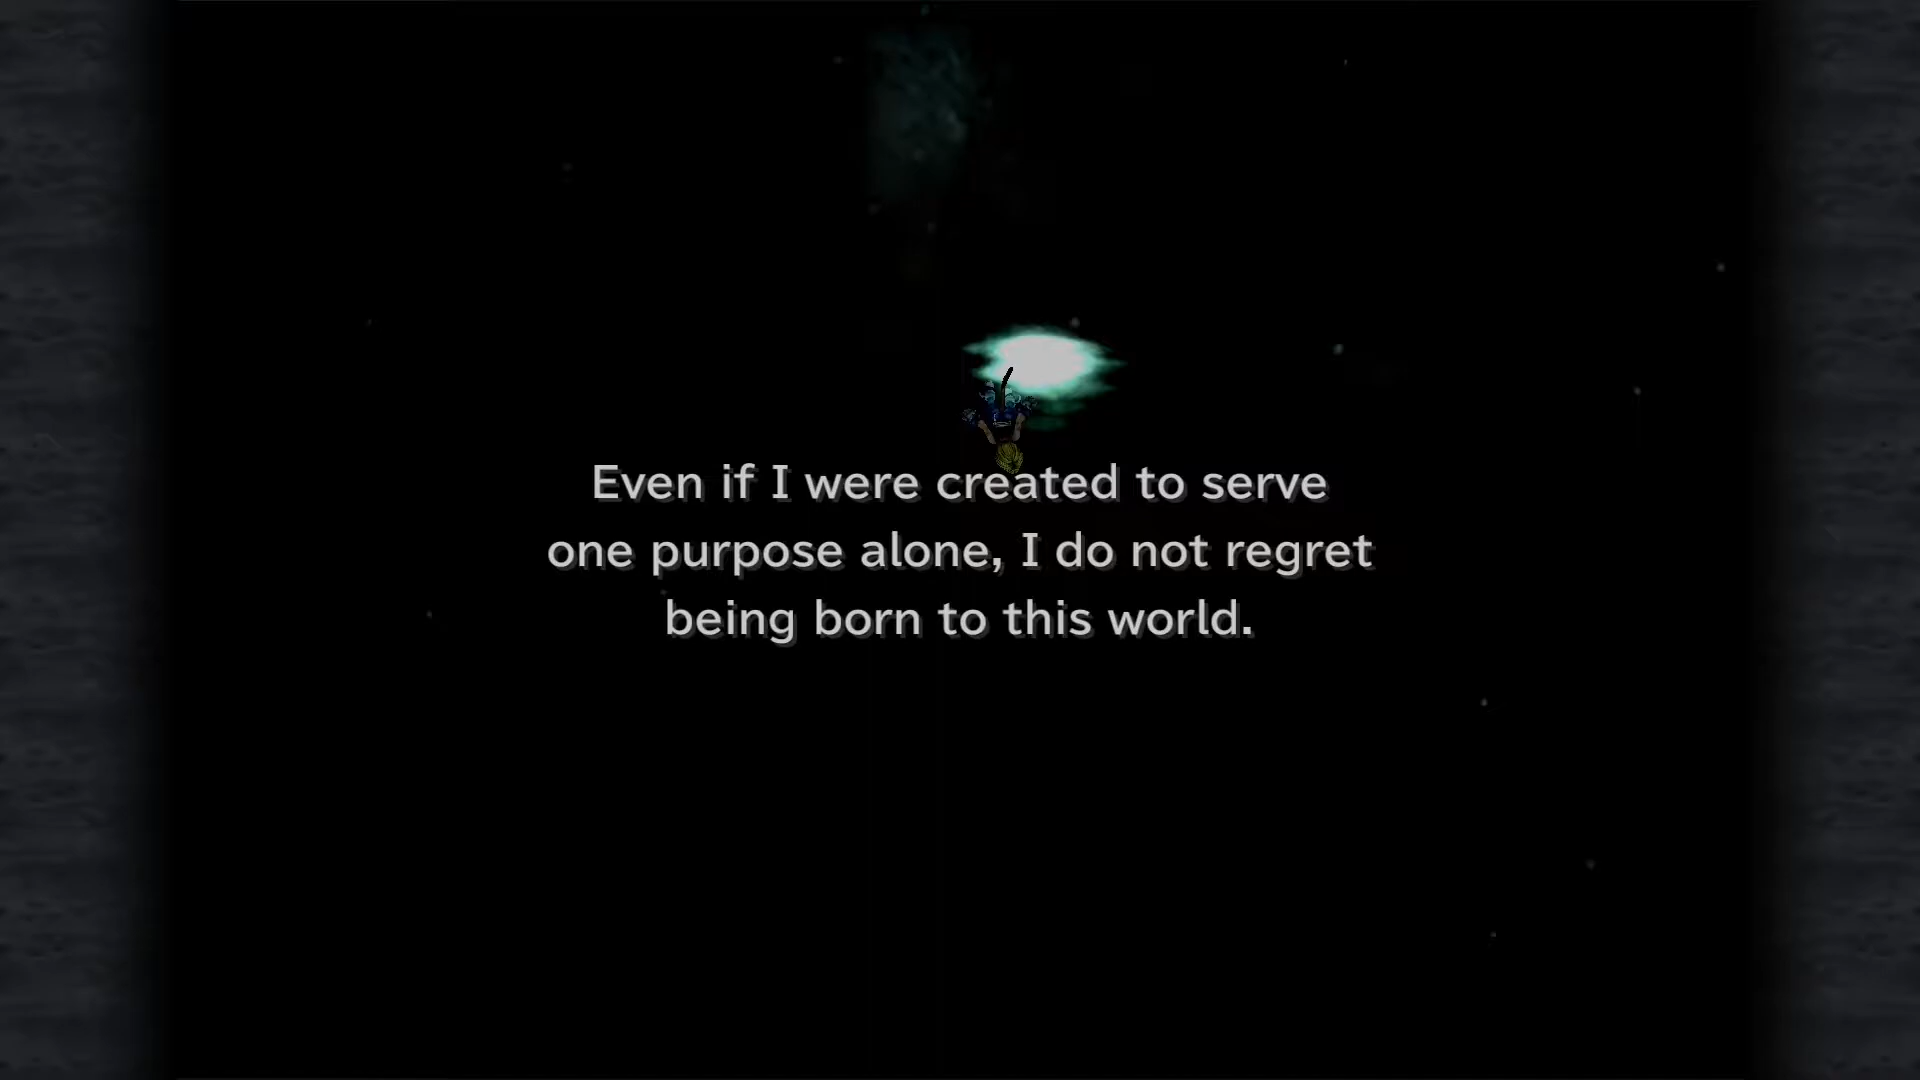 Even if I were created to serve
one purpose alone, I do not regret
being born to this world.